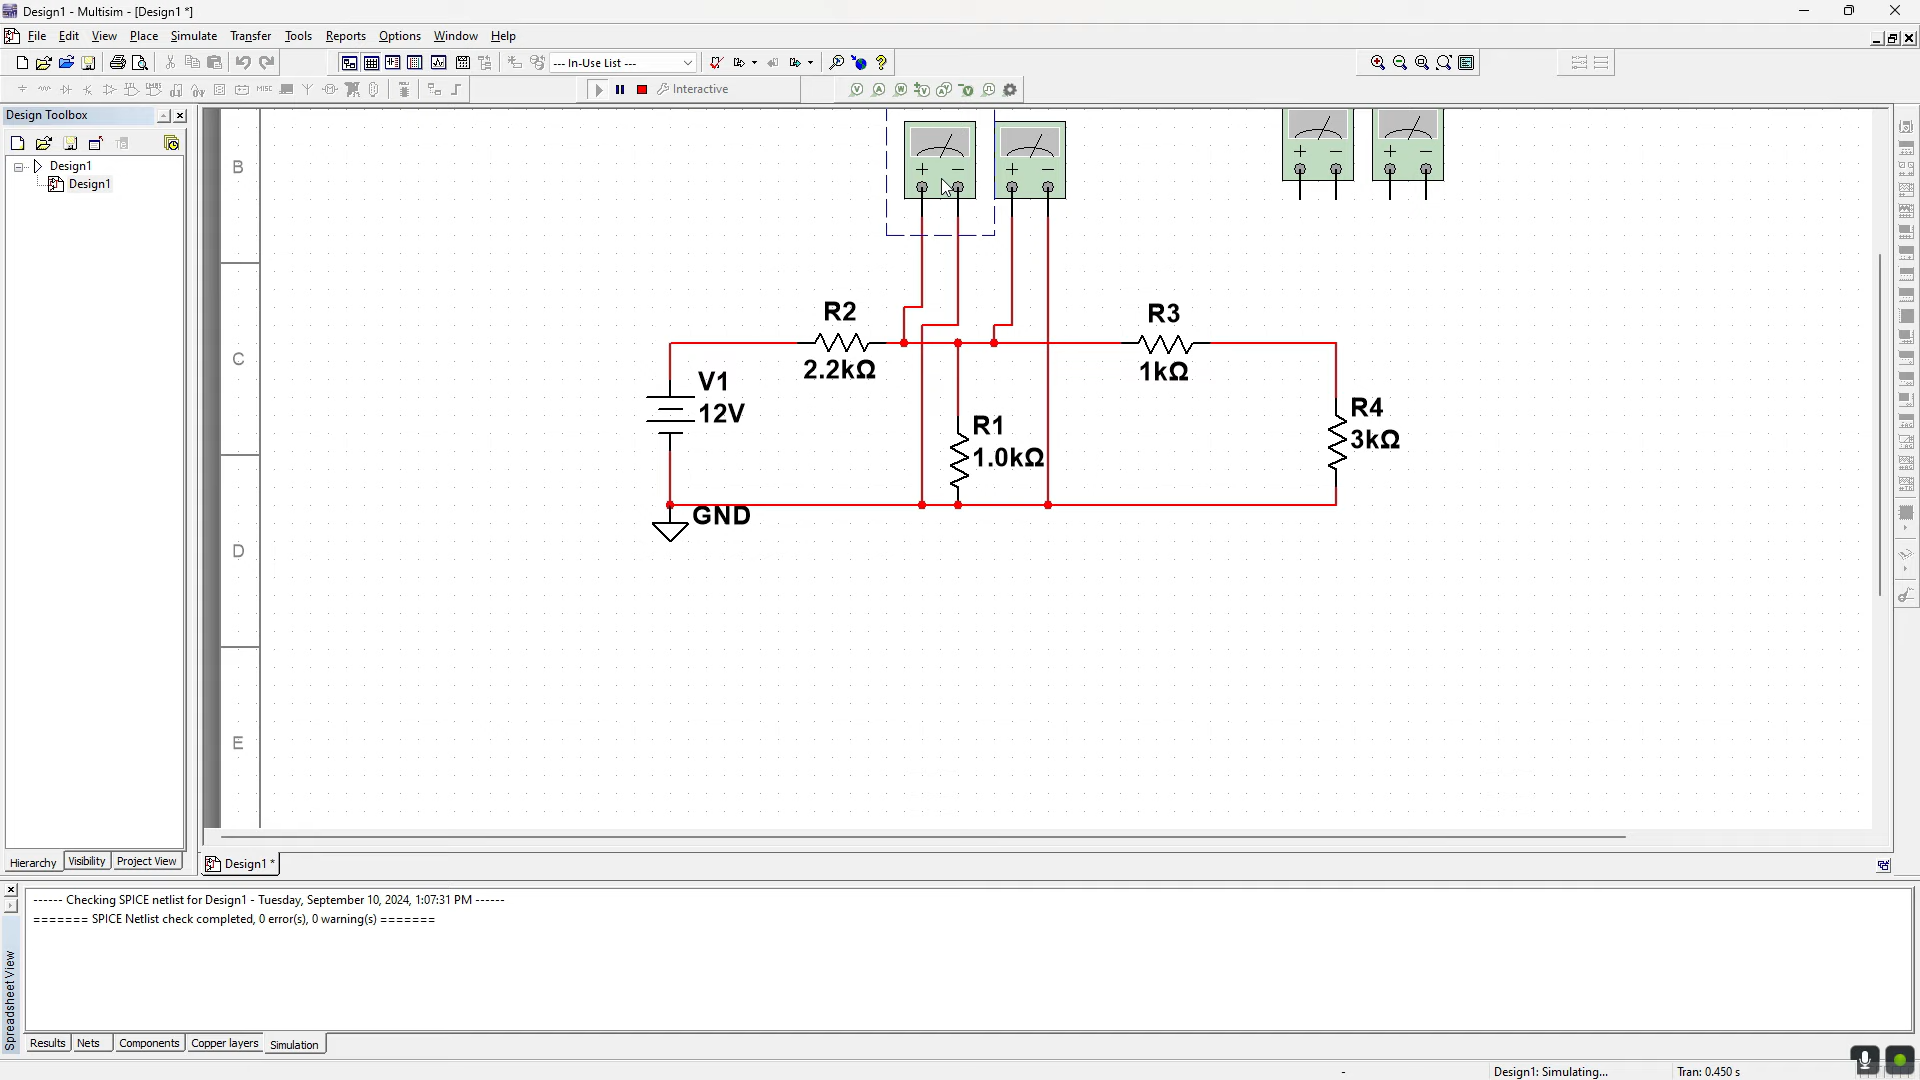 Design1 - Multisim - [Design1 *]
File Edit View Place Simulate Transfer Tools Reports Options Window Help
--- In-Use List ---
Interactive
Design Toolbox
Design1
Design1
B
C
D
E
+ - + -
+ - + -
R2
2.2kΩ
R3
1kΩ
V1
12V
R1
1.0kΩ
R4
3kΩ
GND
Hierarchy Visibility Project View
Design1 *
------ Checking SPICE netlist for Design1 - Tuesday, September 10, 2024, 1:07:31 PM ------
======= SPICE Netlist check completed, 0 error(s), 0 warning(s) =======
Spreadsheet View
Results Nets Components Copper layers Simulation
- Design1: Simulating... Tran: 0.450 s